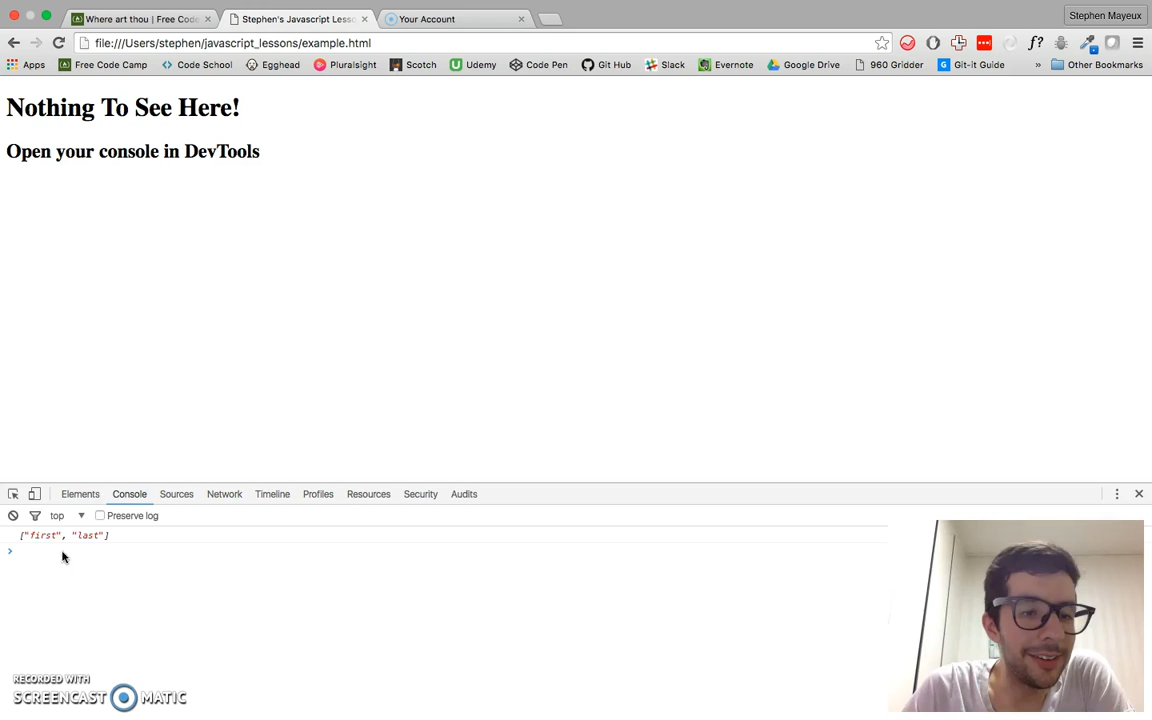 Where art thou | Free Code
Stephen's Javascript Less
Your Account
Stephen Mayeux
file:///Users/stephen/javascript_lessons/example.html
f?
Apps
Free Code Camp
Code School
Egghead
Pluralsight
Scotch
Udemy
Code Pen
Git Hub
Slack
Evernote
Google Drive
960 Gridder
G Git-it Guide
»
Other Bookmarks
Nothing To See Here!
Open your console in DevTools
Elements
Console
Sources
Network
Timeline
Profiles
Resources
Security
Audits
top
Preserve log
["first", "last"]
RECORDED WITH
SCREENCAST MATIC